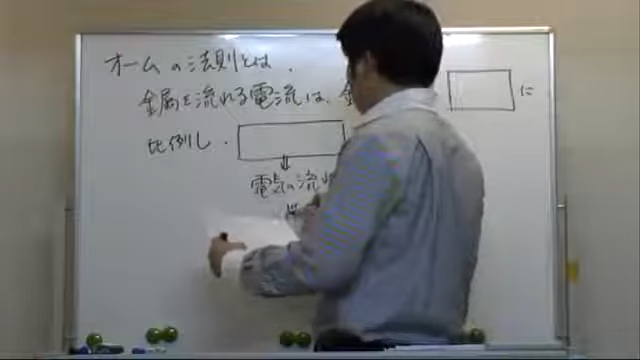 オームの法則とは、
金属を流れる電流は、金 に
比例し、
電気の流れ